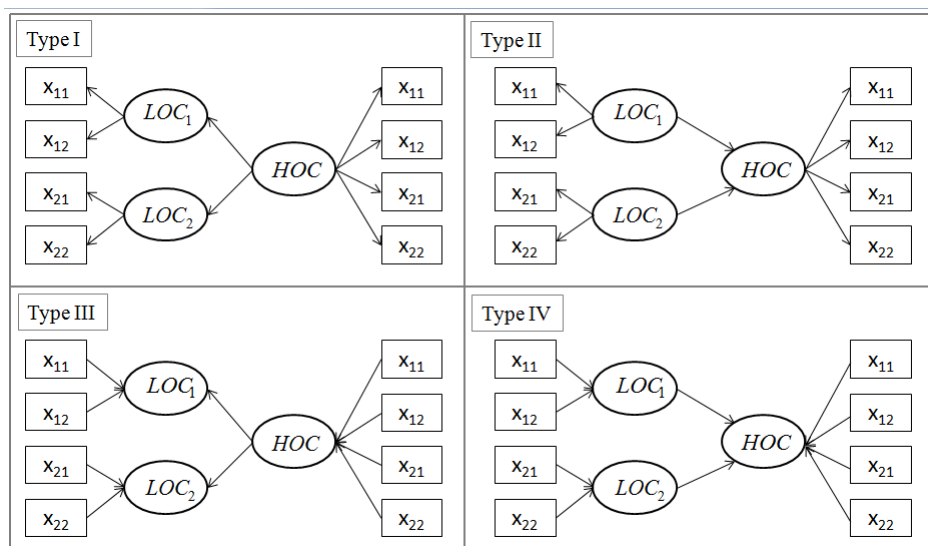 Type I
x11
x12
x21
x22
LOC1
LOC2
HOC
x11
x12
x21
x22
Type II
x11
x12
x21
x22
LOC1
LOC2
HOC
x11
x12
x21
x22
Type III
x11
x12
x21
x22
LOC1
LOC2
HOC
x11
x12
x21
x22
Type IV
x11
x12
x21
x22
LOC1
LOC2
HOC
x11
x12
x21
x22